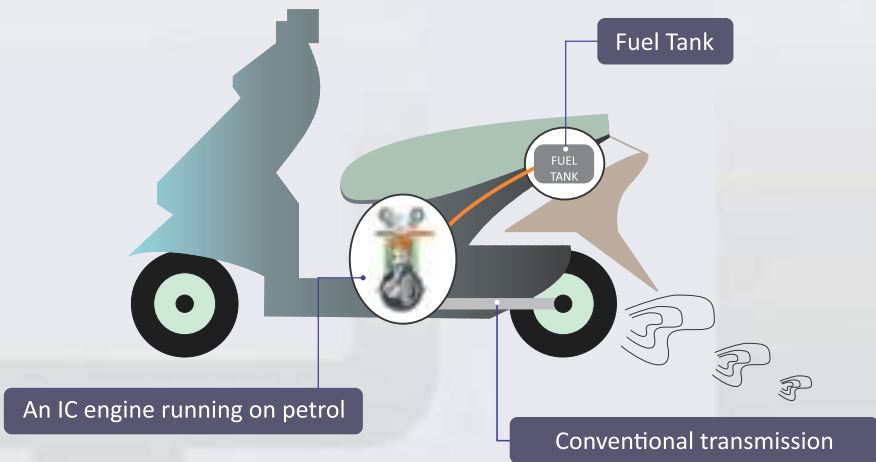 Fuel Tank
FUEL
TANK
An IC engine running on petrol
Conventional transmission